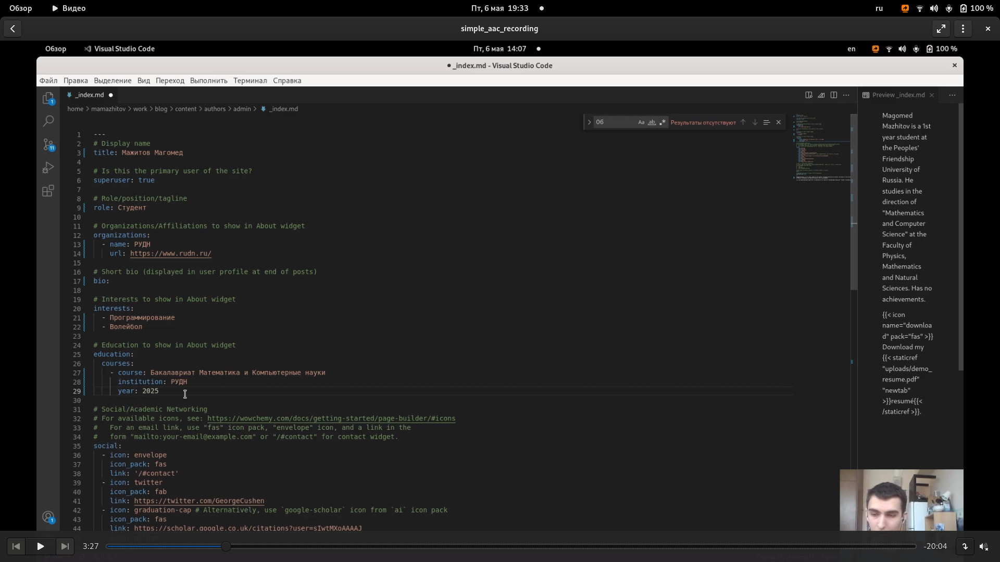 Обзор
Видео
Пт, 6 мая 19:33
ru
100 %
simple_aac_recording
Обзор
Visual Studio Code
Пт, 6 мая 14:07
en
100 %
_index.md - Visual Studio Code
Файл Правка Выделение Вид Переход Выполнить Терминал Справка
_index.md
Preview _index.md
home > mamazhitov > work > blog > content > authors > admin > _index.md
06
Aa ab
Результаты отсутствуют
1
11
1
1 ---
2 # Display name
3 title: Мажитов Магомед
4
5 # Is this the primary user of the site?
6 superuser: true
7
8 # Role/position/tagline
9 role: Студент
10
11 # Organizations/Affiliations to show in About widget
12 organizations:
13 - name: РУДН
14 url: https://www.rudn.ru/
15
16 # Short bio (displayed in user profile at end of posts)
17 bio:
18
19 # Interests to show in About widget
20 interests:
21 - Программирование
22 - Волейбол
23
24 # Education to show in About widget
25 education:
26 courses:
27 - course: Бакалавриат Математика и Компьютерные науки
28 institution: РУДН
29 year: 2025
30
31 # Social/Academic Networking
32 # For available icons, see: https://wowchemy.com/docs/getting-started/page-builder/#icons
33 # For an email link, use "fas" icon pack, "envelope" icon, and a link in the
34 # form "mailto:your-email@example.com" or "/#contact" for contact widget.
35 social:
36 - icon: envelope
37 icon_pack: fas
38 link: '/#contact'
39 - icon: twitter
40 icon_pack: fab
41 link: https://twitter.com/GeorgeCushen
42 - icon: graduation-cap # Alternatively, use `google-scholar` icon from `ai` icon pack
43 icon_pack: fas
44 link: https://scholar.google.co.uk/citations?user=sIwtMXoAAAAJ
Magomed
Mazhitov is a 1st
year student at
the Peoples'
Friendship
University of
Russia. He
studies in the
direction of
"Mathematics
and Computer
Science" at the
Faculty of
Physics,
Mathematics
and Natural
Sciences. Has no
achievements.
{{< icon
name="downloa
d" pack="fas" >}}
Download my
{{< staticref
"uploads/demo_
resume.pdf"
"newtab"
>}}resumé{{<
/staticref >}}.
3:27
-20:04